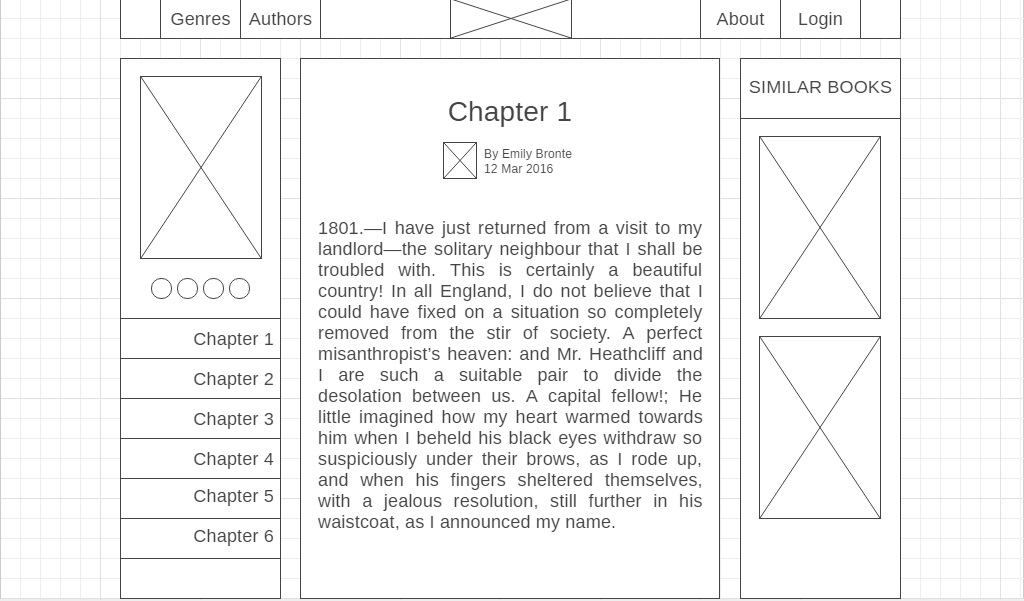 Genres
Authors
About
Login
Chapter 1
Chapter 2
Chapter 3
Chapter 4
Chapter 5
Chapter 6
Chapter 1
By Emily Bronte
12 Mar 2016
1801.—I have just returned from a visit to my
landlord—the solitary neighbour that I shall be
troubled with. This is certainly a beautiful
country! In all England, I do not believe that I
could have fixed on a situation so completely
removed from the stir of society. A perfect
misanthropist’s heaven: and Mr. Heathcliff and
I are such a suitable pair to divide the
desolation between us. A capital fellow!; He
little imagined how my heart warmed towards
him when I beheld his black eyes withdraw so
suspiciously under their brows, as I rode up,
and when his fingers sheltered themselves,
with a jealous resolution, still further in his
waistcoat, as I announced my name.
SIMILAR BOOKS